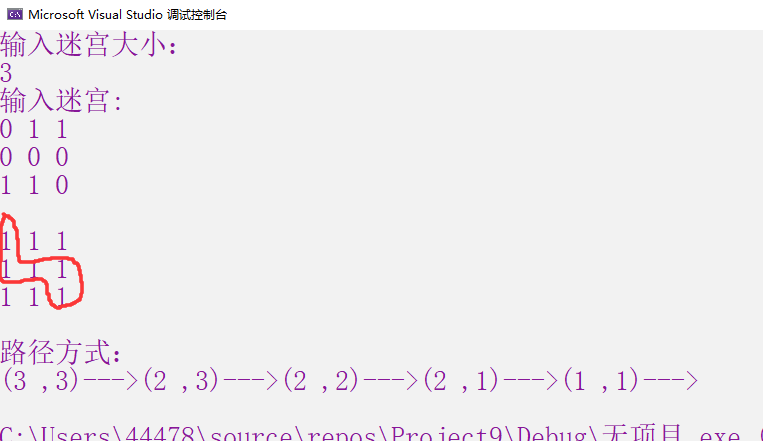 Microsoft Visual Studio 调试控制台
输入迷宫大小：
3
输入迷宫：
0 1 1
0 0 0
1 1 0
1 1 1
1 1 1
1 1 1
路径方式：
(3 ,3)--->(2 ,3)--->(2 ,2)--->(2 ,1)--->(1 ,1)--->
C:\Users\44478\source\repos\Project9\Debug\无项目.exe (